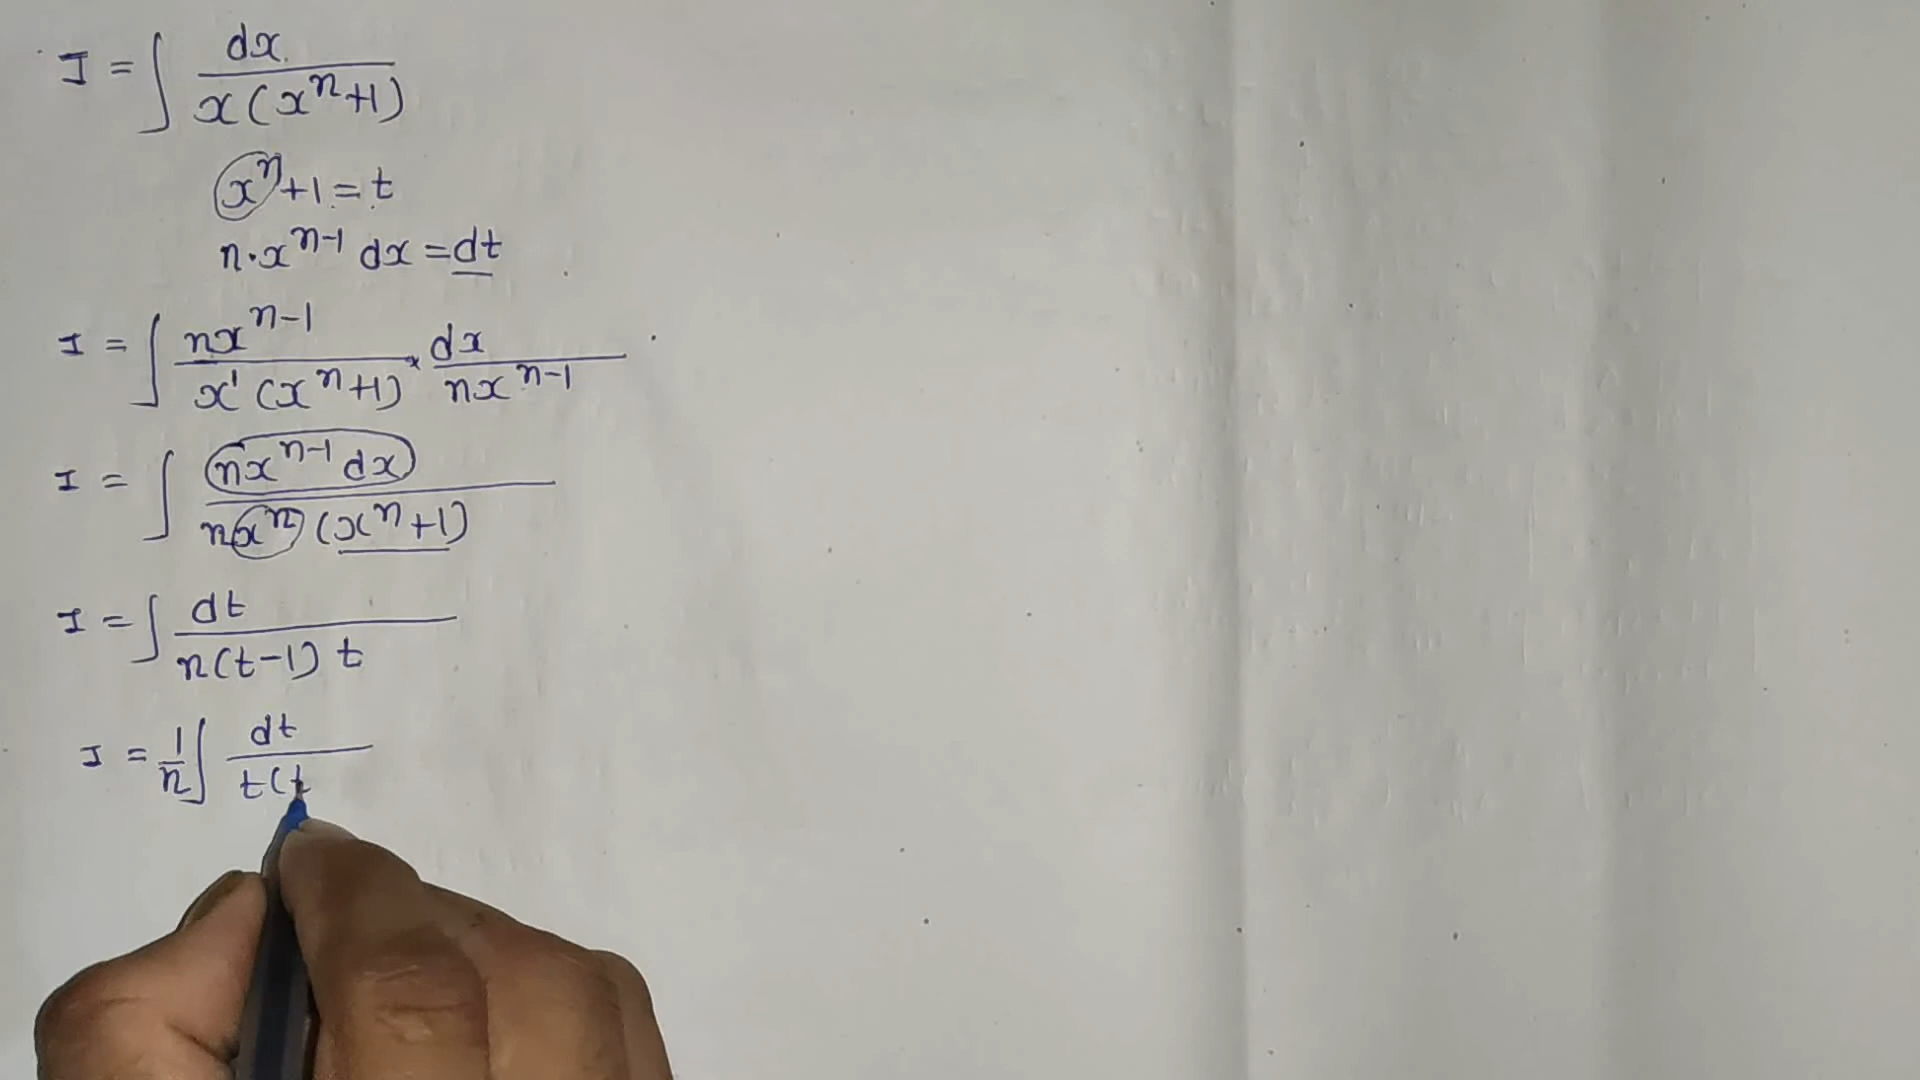 I = ∫ dx / x(xⁿ+1)
xⁿ+1 = t
n·xⁿ⁻¹ dx = dt
I = ∫ nxⁿ⁻¹ / x¹(xⁿ+1) × dx / nxⁿ⁻¹
I = ∫ nxⁿ⁻¹ dx / nxⁿ (xⁿ+1)
I = ∫ dt / n(t-1) t
I = 1/n ∫ dt / t(t